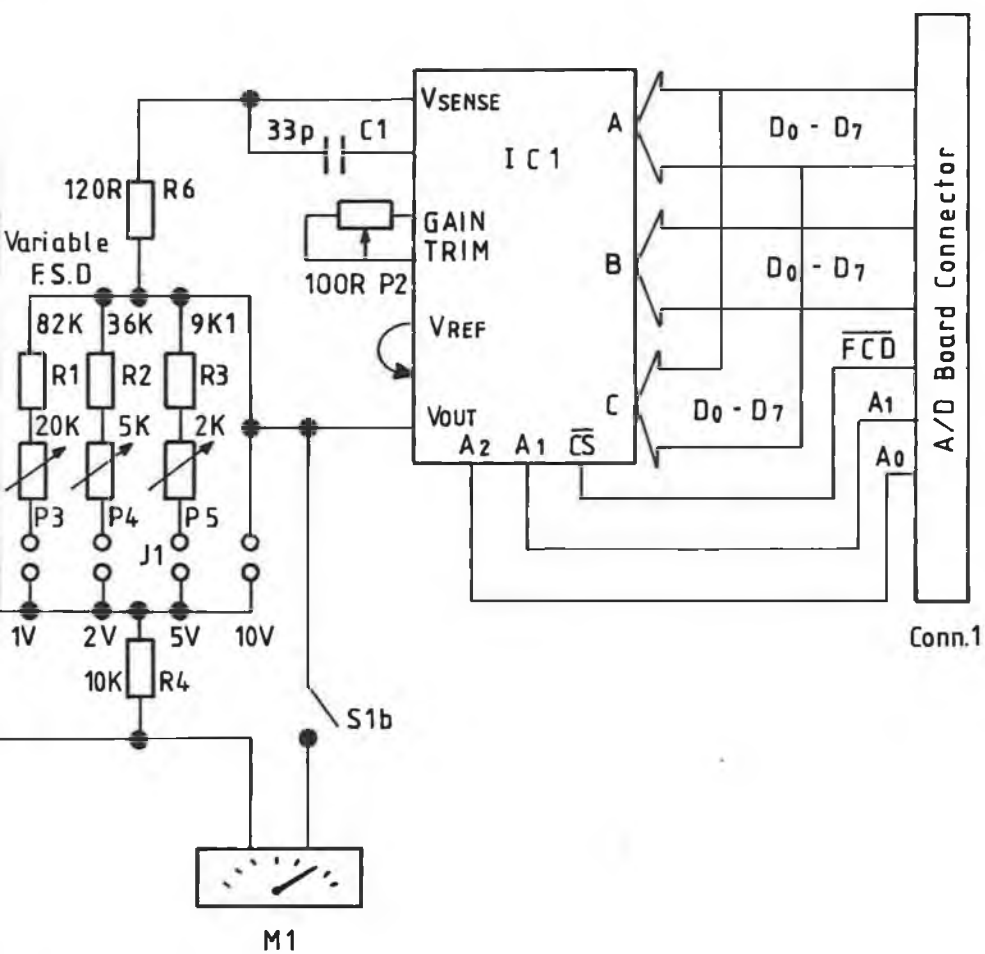 VSENSE
33p C1
IC1
A
D0 - D7
120R R6
GAIN
TRIM
Variable
F.S.D
100R P2
B
D0 - D7
82K 36K 9K1
VREF
FCD
R1 R2 R3
C
D0 - D7
A1
20K 5K 2K
VOUT
A2 A1 CS
A0
P3 P4 P5
J1
1V 2V 5V 10V
10K R4
S1b
M1
A/D Board Connector
Conn.1